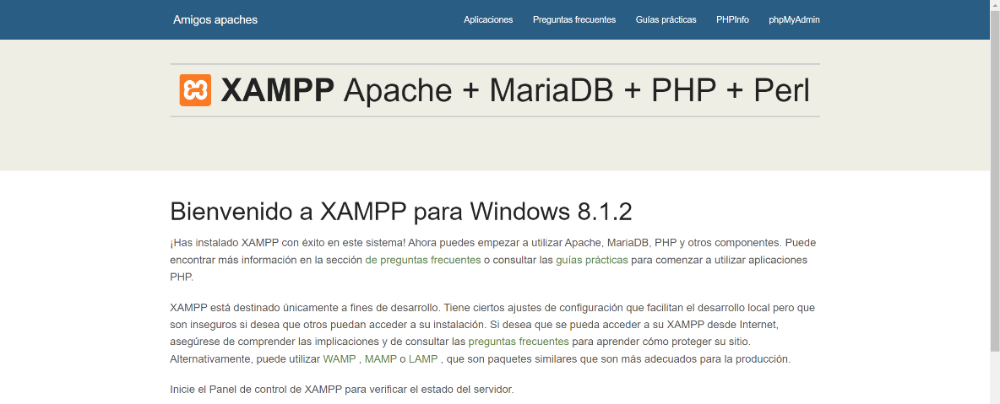 Amigos apaches
Aplicaciones
Preguntas frecuentes
Guías prácticas
PHPInfo
phpMyAdmin
XAMPP Apache + MariaDB + PHP + Perl
Bienvenido a XAMPP para Windows 8.1.2
¡Has instalado XAMPP con éxito en este sistema! Ahora puedes empezar a utilizar Apache, MariaDB, PHP y otros componentes. Puede
encontrar más información en la sección de preguntas frecuentes o consultar las guías prácticas para comenzar a utilizar aplicaciones
PHP.
XAMPP está destinado únicamente a fines de desarrollo. Tiene ciertos ajustes de configuración que facilitan el desarrollo local pero que
son inseguros si desea que otros puedan acceder a su instalación. Si desea que se pueda acceder a su XAMPP desde Internet,
asegúrese de comprender las implicaciones y de consultar las preguntas frecuentes para aprender cómo proteger su sitio.
Alternativamente, puede utilizar WAMP , MAMP o LAMP , que son paquetes similares que son más adecuados para la producción.
Inicie el Panel de control de XAMPP para verificar el estado del servidor.